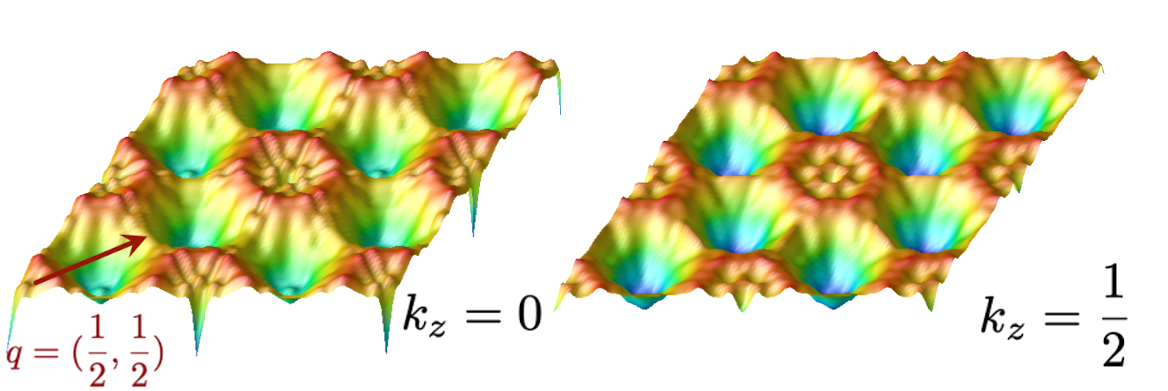 k_z = 0
k_z = 1/2
q = (1/2, 1/2)